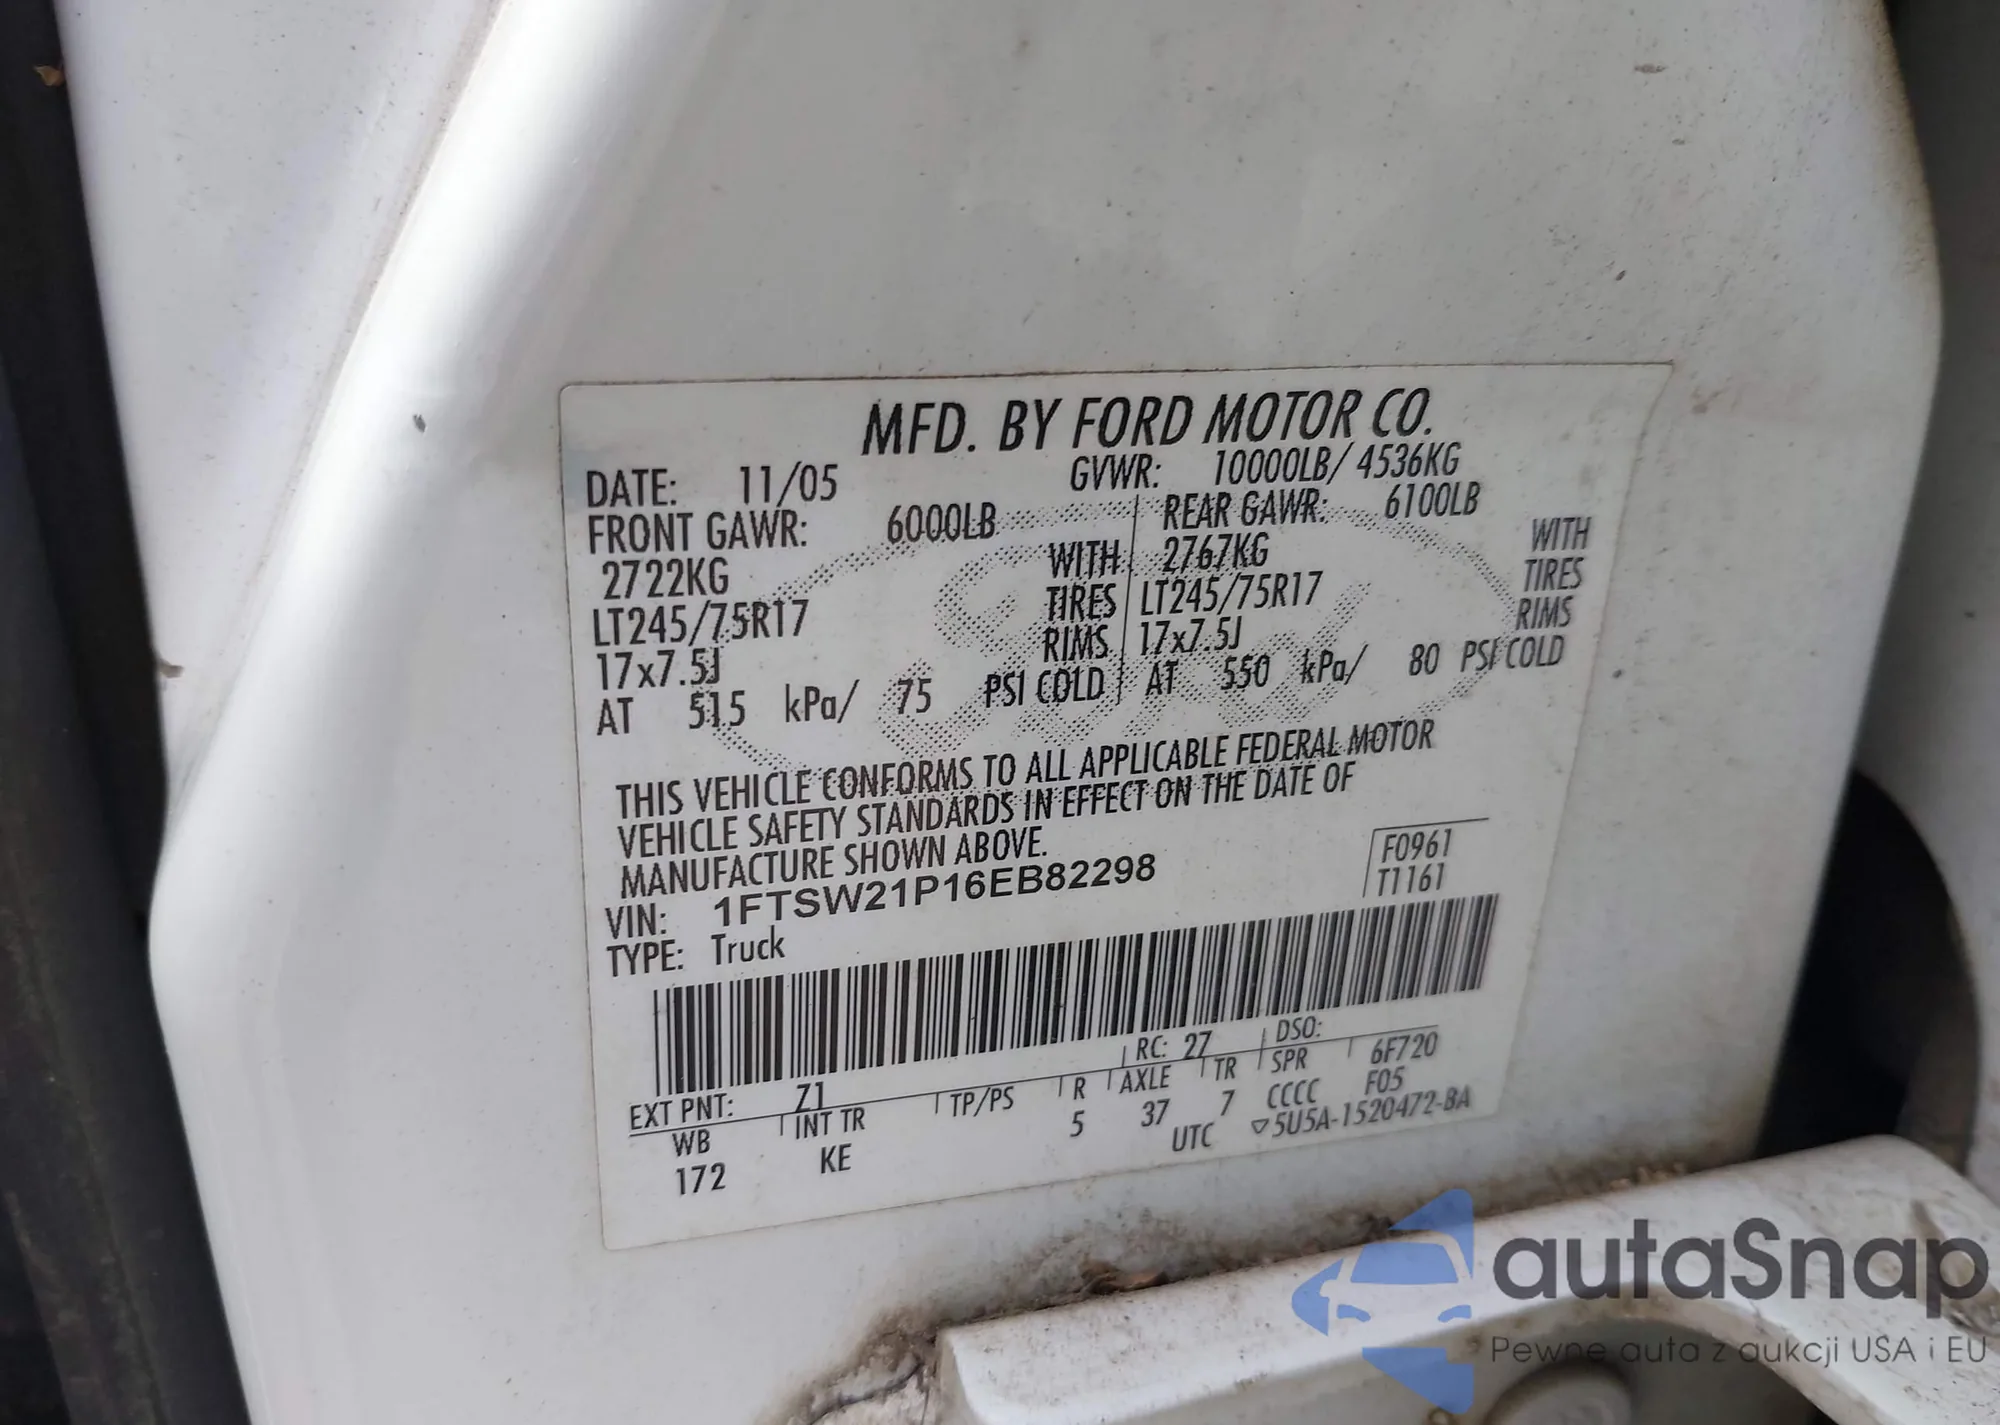 MFD. BY FORD MOTOR CO.
DATE: 11/05 GVWR: 10000LB/ 4536KG
FRONT GAWR: 6000LB REAR GAWR: 6100LB
2722KG WITH 2767KG WITH
LT245/75R17 TIRES LT245/75R17 TIRES
17x7.5J RIMS 17x7.5J RIMS
AT 515 kPa/ 75 PSI COLD AT 550 kPa/ 80 PSI COLD
THIS VEHICLE CONFORMS TO ALL APPLICABLE FEDERAL MOTOR
VEHICLE SAFETY STANDARDS IN EFFECT ON THE DATE OF
MANUFACTURE SHOWN ABOVE.
F0961
VIN: 1FTSW21P16EB82298 T1161
TYPE: Truck
EXT PNT: Z1 RC: 27 DSO:
WB INT TR TP/PS R AXLE TR SPR 6F720
172 KE 5 37 7 CCCC F05
UTC ▽5U5A-1520472-BA
autaSnap
Pewne auta z aukcji USA i EU